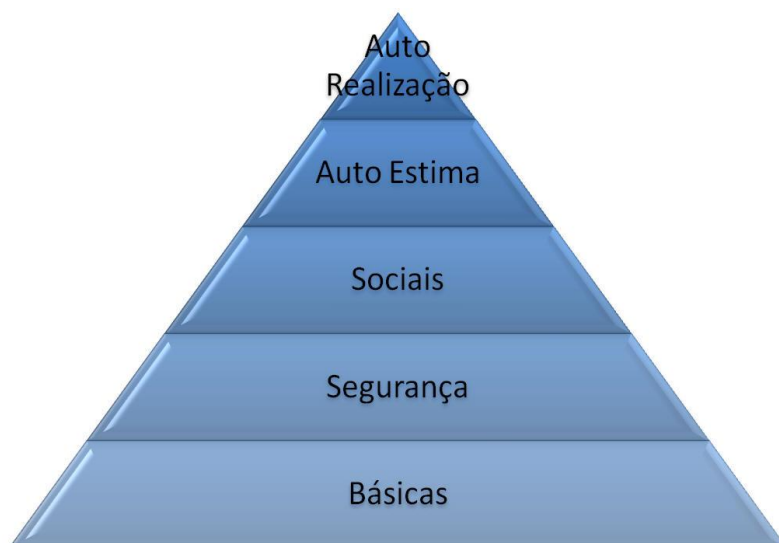 Auto
Realização
Auto Estima
Sociais
Segurança
Básicas